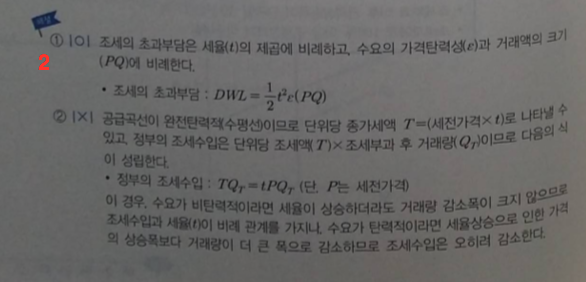 해설
① |O| 조세의 초과부담은 세율(t)의 제곱에 비례하고, 수요의 가격탄력성(ε)과 거래액의 크기
2
(PQ)에 비례한다.
• 조세의 초과부담 : DWL = 1/2 t²ε(PQ)
② |×| 공급곡선이 완전탄력적(수평선)이므로 단위당 종가세액 T=(세전가격×t)로 나타낼 수
있고, 정부의 조세수입은 단위당 조세액(T)×조세부과 후 거래량(Q_T)이므로 다음의 식
이 성립한다.
• 정부의 조세수입 : TQ_T = tPQ_T (단, P는 세전가격)
이 경우, 수요가 비탄력적이라면 세율이 상승하더라도 거래량 감소폭이 크지 않으므로
조세수입과 세율(t)이 비례 관계를 가지나, 수요가 탄력적이라면 세율상승으로 인한 가격
의 상승폭보다 거래량이 더 큰 폭으로 감소하므로 조세수입은 오히려 감소한다.